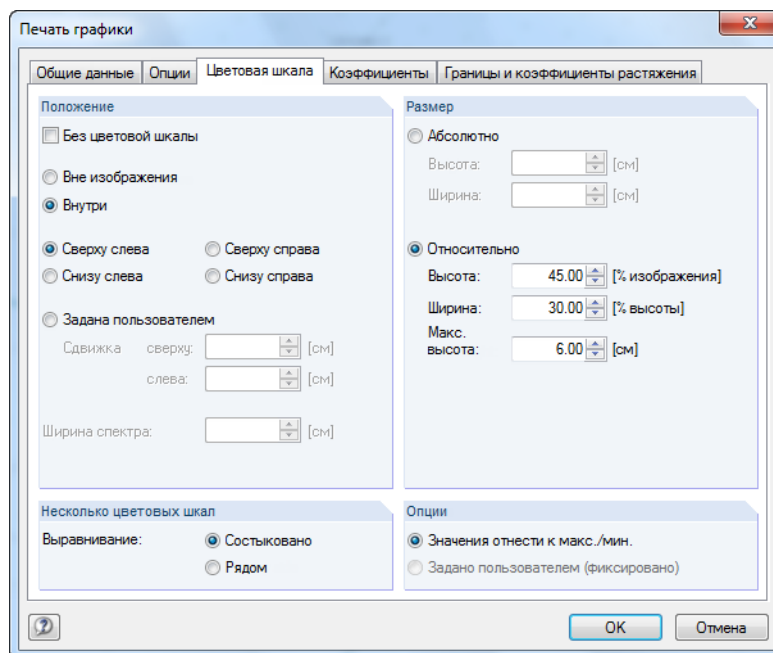 Печать графики
Общие данные
Опции
Цветовая шкала
Коэффициенты
Границы и коэффициенты растяжения
Положение
Без цветовой шкалы
Вне изображения
Внутри
Сверху слева Сверху справа
Снизу слева Снизу справа
Задана пользователем
Сдвижка сверху: [см]
слева: [см]
Ширина спектра: [см]
Размер
Абсолютно
Высота: [см]
Ширина: [см]
Относительно
Высота: 45.00 [% изображения]
Ширина: 30.00 [% высоты]
Макс.
высота: 6.00 [см]
Несколько цветовых шкал
Выравнивание: Состыковано
Рядом
Опции
Значения отнести к макс./мин.
Задано пользователем (фиксировано)
OK
Отмена